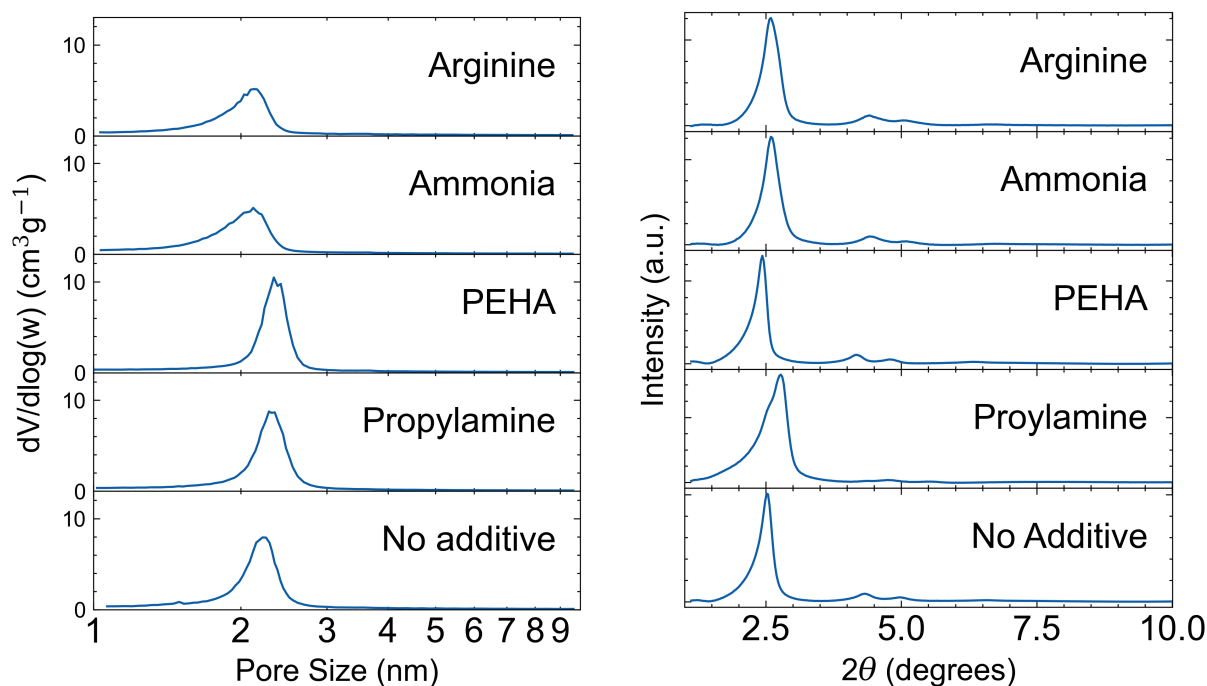 dV/dlog(w) (cm³g⁻¹)
10
0
Arginine
10
0
Ammonia
10
0
PEHA
10
0
Propylamine
10
0
No additive
1 2 3 4 5 6 7 8 9
Pore Size (nm)
Intensity (a.u.)
Arginine
Ammonia
PEHA
Proylamine
No Additive
2.5 5.0 7.5 10.0
2θ (degrees)